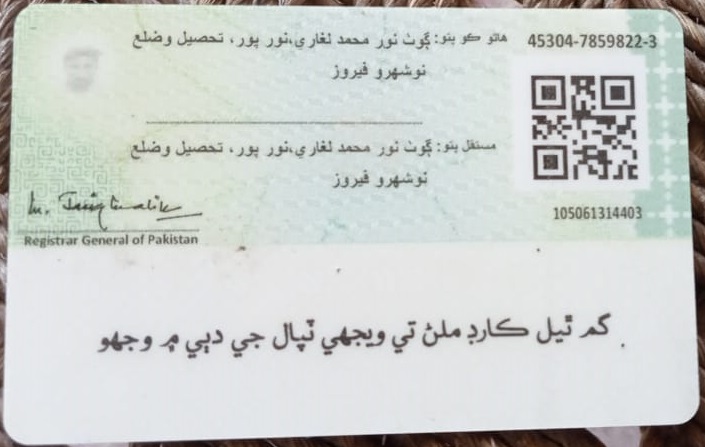 هاڻوڪو پتو: ڳوٺ نور محمد لغاري،نور پور، تحصيل وضلع
45304-7859822-3
نوشهرو فيروز
مستقل پتو: ڳوٺ نور محمد لغاري،نور پور، تحصيل وضلع
نوشهرو فيروز
105061314403
Registrar General of Pakistan
گم ٿيل ڪارڊ ملڻ تي ويجهي ٽپال جي دٻي ۾ وجهو